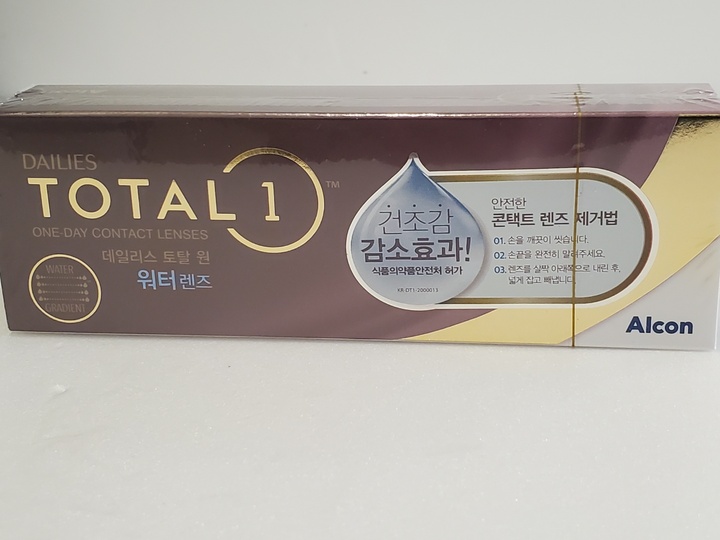 DAILIES
TOTAL 1™
ONE-DAY CONTACT LENSES
데일리스 토탈 원
워터렌즈
WATER
GRADIENT
건조감
감소효과!
식품의약품안전처 허가
KR-DT1-2000013
안전한
콘택트 렌즈 제거법
01. 손을 깨끗이 씻습니다.
02. 손끝을 완전히 말려주세요.
03. 렌즈를 살짝 아래쪽으로 내린 후,
넓게 잡고 빼냅니다.
Alcon